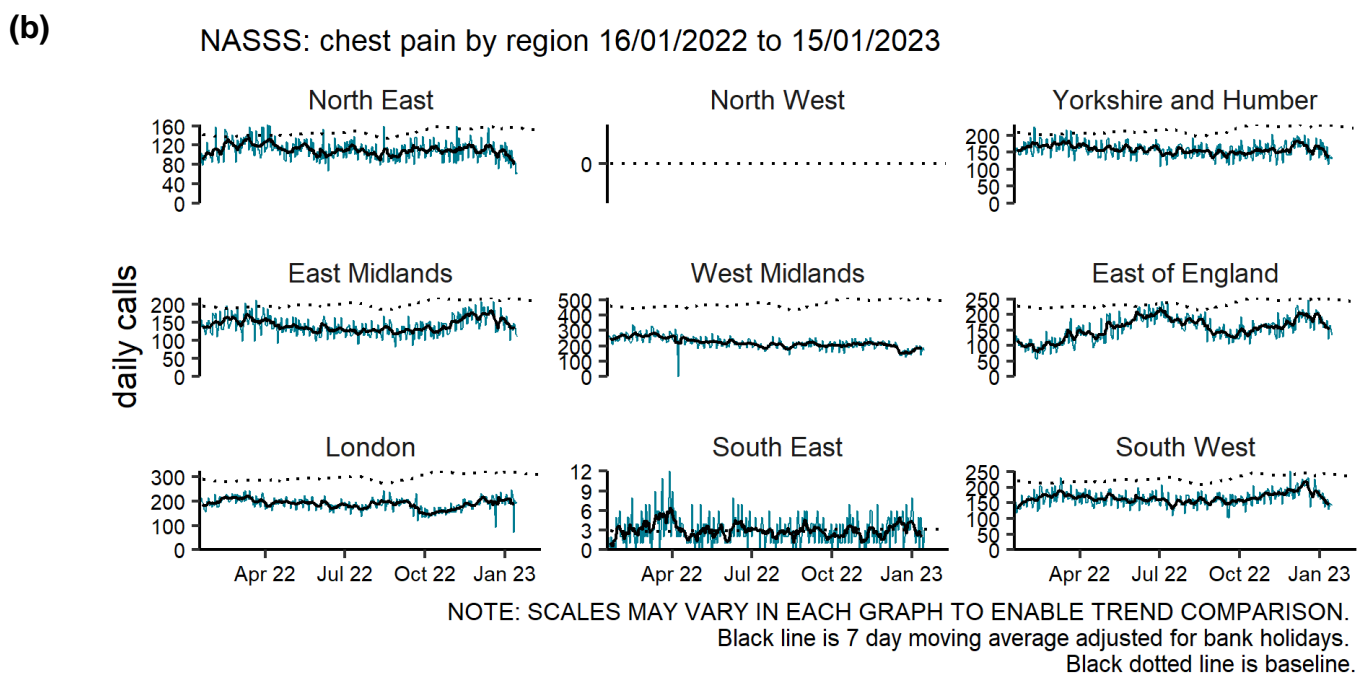 (b)
NASSS: chest pain by region 16/01/2022 to 15/01/2023
daily calls
North East
160
120
80
40
0
North West
0
Yorkshire and Humber
200
150
100
50
0
East Midlands
200
150
100
50
0
West Midlands
500
400
300
200
100
0
East of England
250
200
150
100
50
0
London
300
200
100
0
Apr 22 Jul 22 Oct 22 Jan 23
South East
12
9
6
3
0
Apr 22 Jul 22 Oct 22 Jan 23
South West
250
200
150
100
50
0
Apr 22 Jul 22 Oct 22 Jan 23
NOTE: SCALES MAY VARY IN EACH GRAPH TO ENABLE TREND COMPARISON.
Black line is 7 day moving average adjusted for bank holidays.
Black dotted line is baseline.